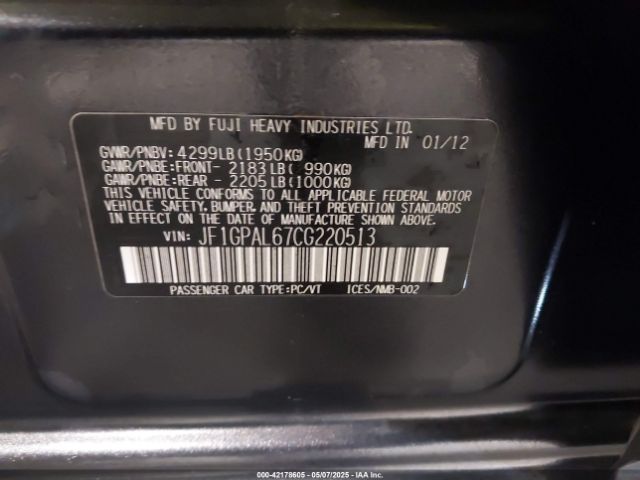 MFD BY FUJI HEAVY INDUSTRIES LTD.
MFD IN 01/12
GVWR/PNBV: 4299LB(1950KG)
GAWR/PNBE:FRONT- 2183LB( 990KG)
GAWR/PNBE:REAR - 2205LB(1000KG)
THIS VEHICLE CONFORMS TO ALL APPLICABLE FEDERAL MOTOR
VEHICLE SAFETY, BUMPER, AND THEFT PREVENTION STANDARDS
IN EFFECT ON THE DATE OF MANUFACTURE SHOWN ABOVE.
VIN: JF1GPAL67CG220513
PASSENGER CAR TYPE:PC/VT ICES/NMB-002
000-42178605 - 05/07/2025 - IAAI.com